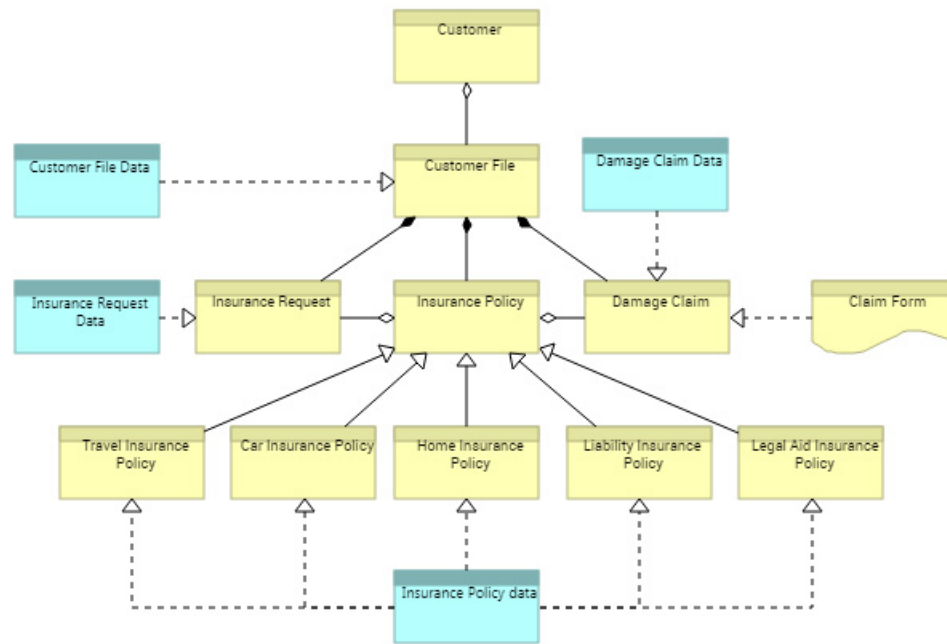 Customer
Customer File Data
Customer File
Damage Claim Data
Insurance Request
Data
Insurance Request
Insurance Policy
Damage Claim
Claim Form
Travel Insurance
Policy
Car Insurance Policy
Home Insurance
Policy
Liability Insurance
Policy
Legal Aid Insurance
Policy
Insurance Policy data